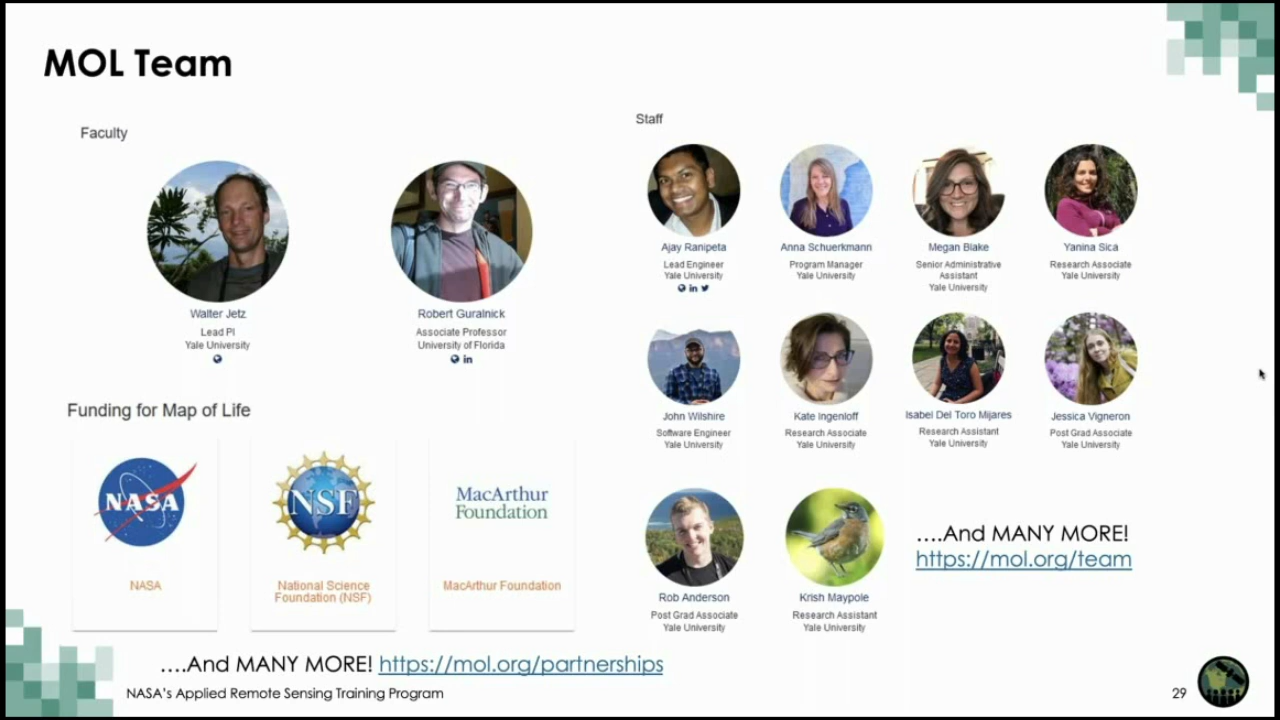 MOL Team
Faculty
Walter Jetz
Lead PI
Yale University
Robert Guralnick
Associate Professor
University of Florida
Funding for Map of Life
NASA
NASA
NSF
National Science
Foundation (NSF)
MacArthur
Foundation
MacArthur Foundation
....And MANY MORE! https://mol.org/partnerships
Staff
Ajay Ranipeta
Lead Engineer
Yale University
Anna Schuerkmann
Program Manager
Yale University
Megan Blake
Senior Administrative
Assistant
Yale University
Yanina Sica
Research Associate
Yale University
John Wilshire
Software Engineer
Yale University
Kate Ingenloff
Research Associate
Yale University
Isabel Del Toro Mijares
Research Assistant
Yale University
Jessica Vigneron
Post Grad Associate
Yale University
Rob Anderson
Post Grad Associate
Yale University
Krish Maypole
Research Assistant
Yale University
....And MANY MORE!
https://mol.org/team
NASA's Applied Remote Sensing Training Program
29